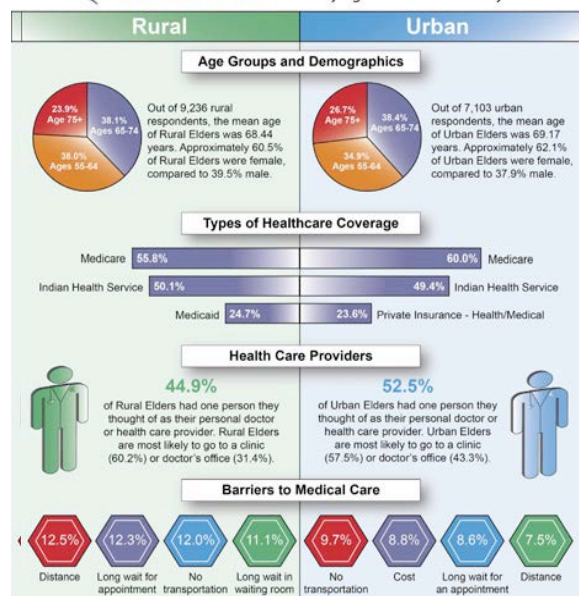 Rural
Urban
Age Groups and Demographics
23.9%
Age 75+
38.1%
Ages 65-74
38.0%
Ages 55-64
Out of 9,236 rural
respondents, the mean age
of Rural Elders was 68.44
years. Approximately 60.5%
of Rural Elders were female,
compared to 39.5% male.
26.7%
Age 75+
38.4%
Ages 65-74
34.9%
Ages 55-64
Out of 7,103 urban
respondents, the mean age
of Urban Elders was 69.17
years. Approximately 62.1%
of Urban Elders were female,
compared to 37.9% male.
Types of Healthcare Coverage
Medicare 55.8%
60.0% Medicare
Indian Health Service 50.1%
49.4% Indian Health Service
Medicaid 24.7%
23.6% Private Insurance - Health/Medical
Health Care Providers
44.9%
of Rural Elders had one person they
thought of as their personal doctor
or health care provider. Rural Elders
are most likely to go to a clinic
(60.2%) or doctor's office (31.4%).
52.5%
of Urban Elders had one person they
thought of as their personal doctor or
health care provider. Urban Elders
are most likely to go to a clinic
(57.5%) or doctor's office (43.3%).
Barriers to Medical Care
12.5%
Distance
12.3%
Long wait for
appointment
12.0%
No
transportation
11.1%
Long wait in
waiting room
9.7%
No
transportation
8.8%
Cost
8.6%
Long wait for
an appointment
7.5%
Distance